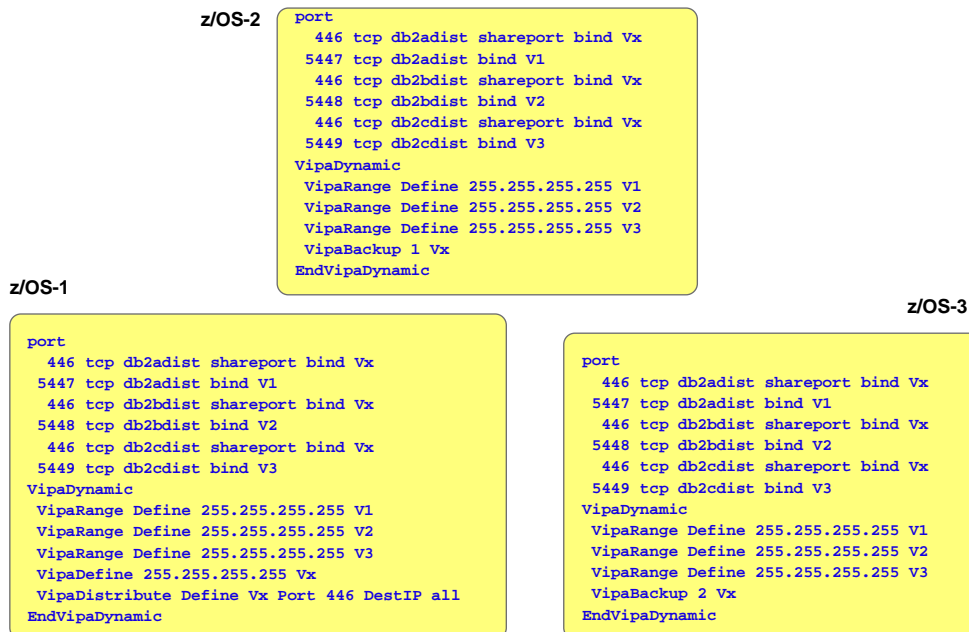 z/OS-2
port
446 tcp db2adist shareport bind Vx
5447 tcp db2adist bind V1
446 tcp db2bdist shareport bind Vx
5448 tcp db2bdist bind V2
446 tcp db2cdist shareport bind Vx
5449 tcp db2cdist bind V3
VipaDynamic
VipaRange Define 255.255.255.255 V1
VipaRange Define 255.255.255.255 V2
VipaRange Define 255.255.255.255 V3
VipaBackup 1 Vx
EndVipaDynamic
z/OS-1
port
446 tcp db2adist shareport bind Vx
5447 tcp db2adist bind V1
446 tcp db2bdist shareport bind Vx
5448 tcp db2bdist bind V2
446 tcp db2cdist shareport bind Vx
5449 tcp db2cdist bind V3
VipaDynamic
VipaRange Define 255.255.255.255 V1
VipaRange Define 255.255.255.255 V2
VipaRange Define 255.255.255.255 V3
VipaDefine 255.255.255.255 Vx
VipaDistribute Define Vx Port 446 DestIP all
EndVipaDynamic
z/OS-3
port
446 tcp db2adist shareport bind Vx
5447 tcp db2adist bind V1
446 tcp db2bdist shareport bind Vx
5448 tcp db2bdist bind V2
446 tcp db2cdist shareport bind Vx
5449 tcp db2cdist bind V3
VipaDynamic
VipaRange Define 255.255.255.255 V1
VipaRange Define 255.255.255.255 V2
VipaRange Define 255.255.255.255 V3
VipaBackup 2 Vx
EndVipaDynamic